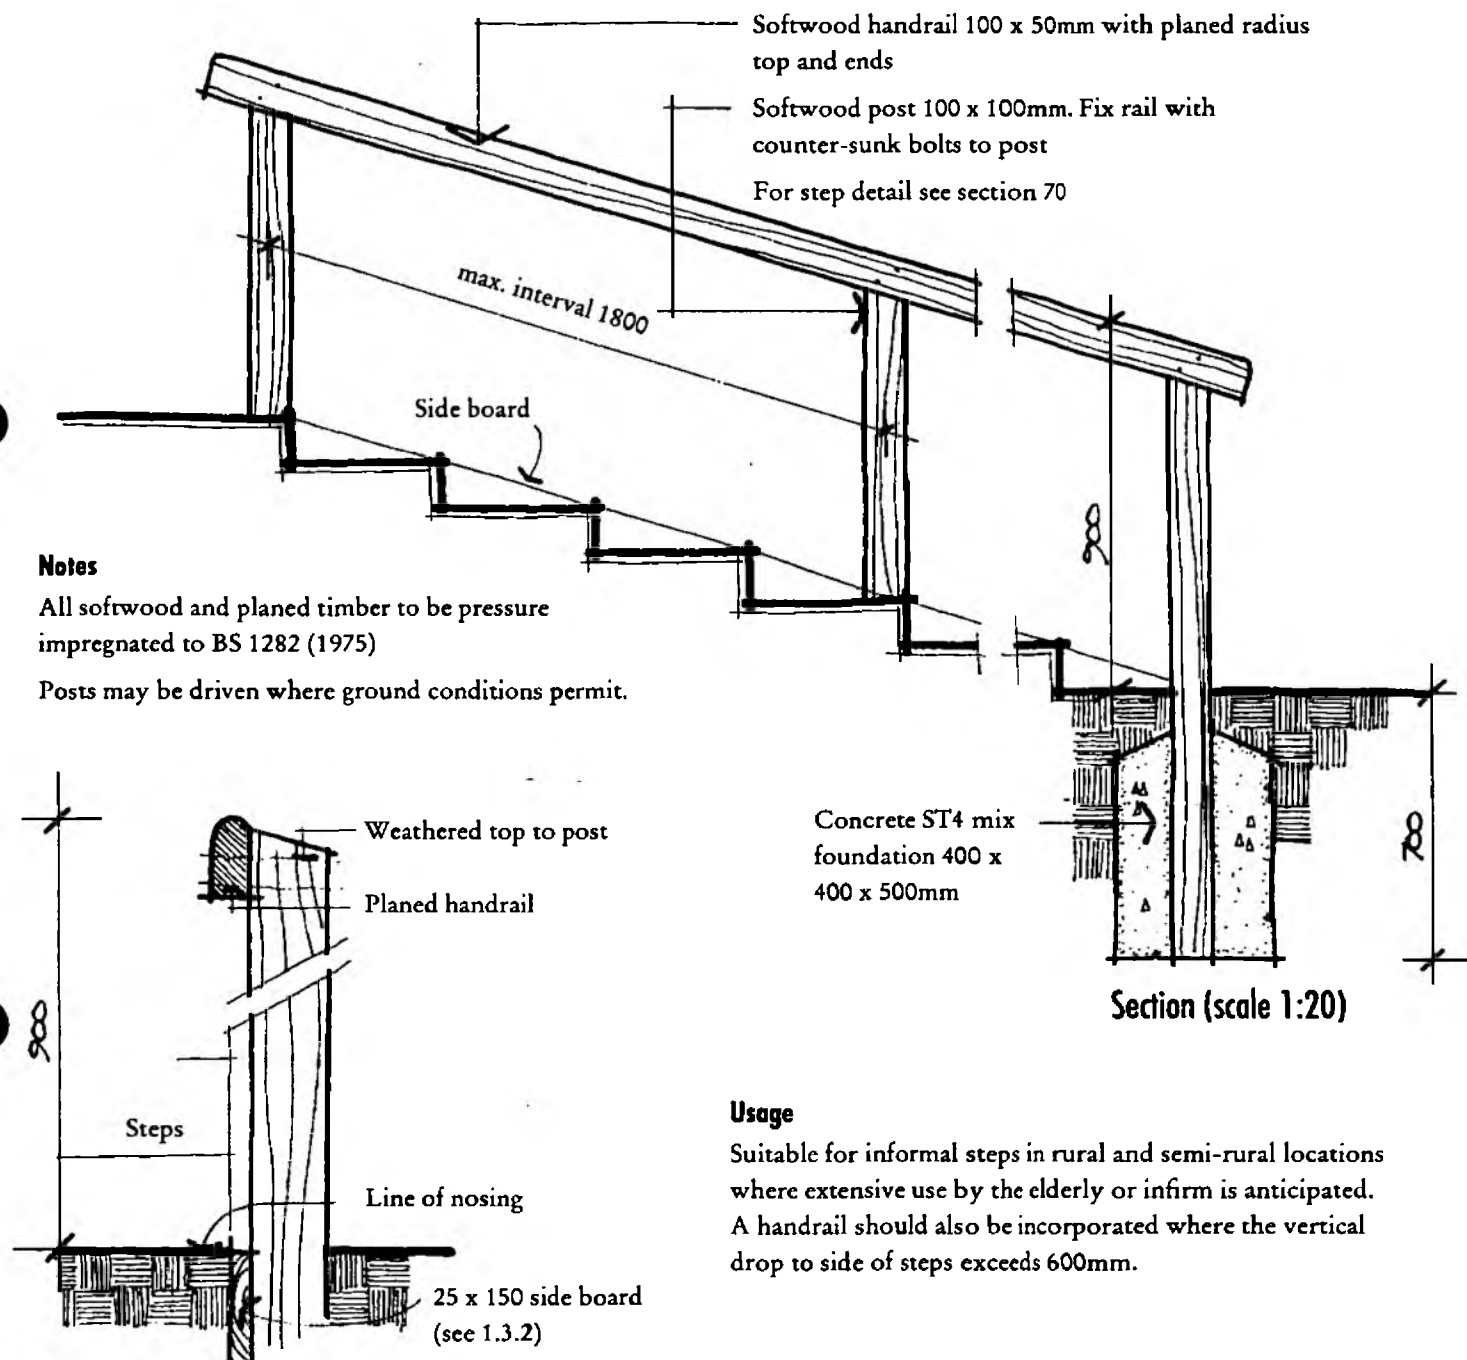 Softwood handrail 100 x 50mm with planed radius
top and ends
Softwood post 100 x 100mm. Fix rail with
counter-sunk bolts to post
For step detail see section 70
max. interval 1800
Side board
900
Notes
All softwood and planed timber to be pressure
impregnated to BS 1282 (1975)
Posts may be driven where ground conditions permit.
Concrete ST4 mix
foundation 400 x
400 x 500mm
700
Section (scale 1:20)
Weathered top to post
Planed handrail
900
Steps
Line of nosing
25 x 150 side board
(see 1.3.2)
Usage
Suitable for informal steps in rural and semi-rural locations
where extensive use by the elderly or infirm is anticipated.
A handrail should also be incorporated where the vertical
drop to side of steps exceeds 600mm.